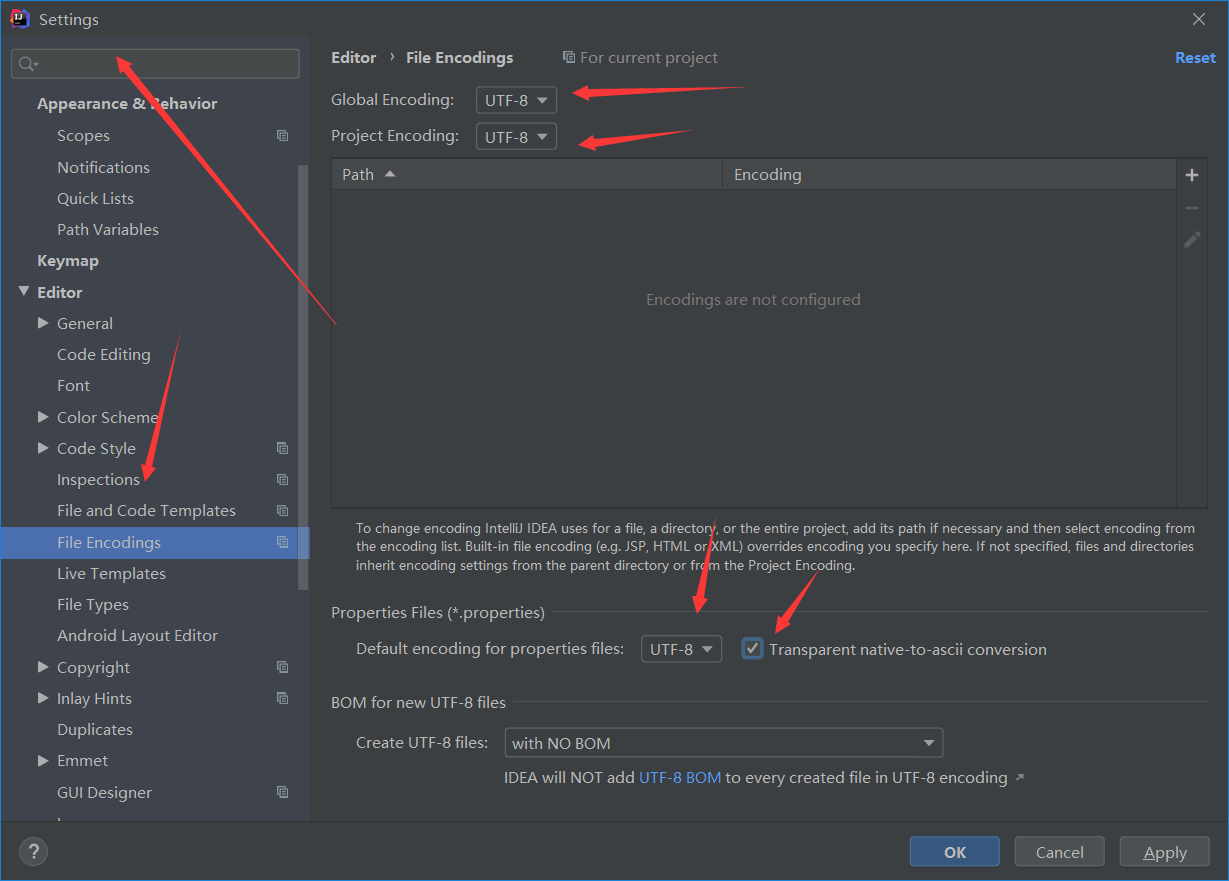 Settings
Editor › File Encodings For current project Reset
Appearance & Behavior
Scopes
Notifications
Quick Lists
Path Variables
Keymap
Editor
General
Code Editing
Font
Color Scheme
Code Style
Inspections
File and Code Templates
File Encodings
Live Templates
File Types
Android Layout Editor
Copyright
Inlay Hints
Duplicates
Emmet
GUI Designer
Global Encoding: UTF-8
Project Encoding: UTF-8
Path Encoding
Encodings are not configured
To change encoding IntelliJ IDEA uses for a file, a directory, or the entire project, add its path if necessary and then select encoding from
the encoding list. Built-in file encoding (e.g. JSP, HTML or XML) overrides encoding you specify here. If not specified, files and directories
inherit encoding settings from the parent directory or from the Project Encoding.
Properties Files (*.properties)
Default encoding for properties files: UTF-8 Transparent native-to-ascii conversion
BOM for new UTF-8 files
Create UTF-8 files: with NO BOM
IDEA will NOT add UTF-8 BOM to every created file in UTF-8 encoding ↗
? OK Cancel Apply